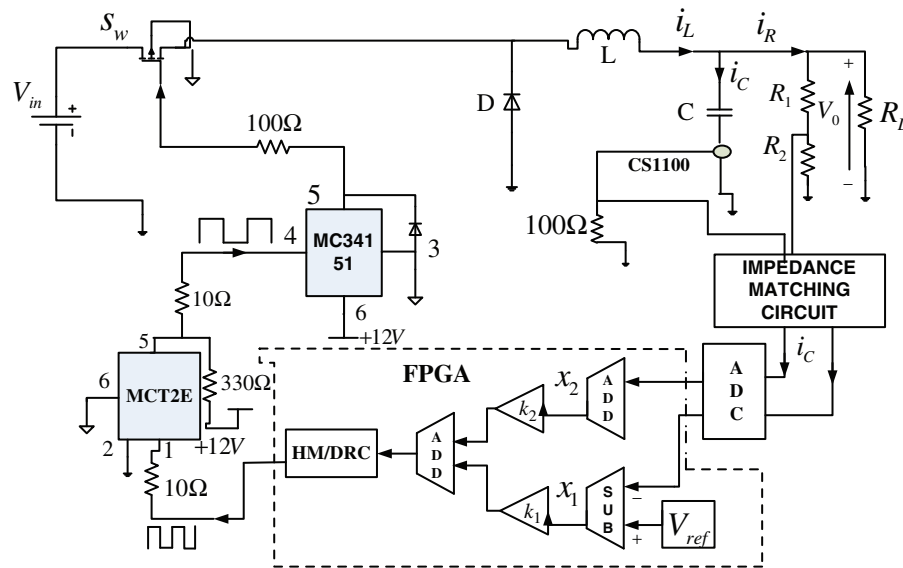 S_w
i_L
i_R
L
i_C
V_in
+
-
D
C
R_1
V_0
+
-
R_2
R_L
100Ω
CS1100
5
MC341
51
4
3
6
+12V
100Ω
IMPEDANCE
MATCHING
CIRCUIT
10Ω
5
MCT2E
6
2
1
330Ω
+12V
10Ω
FPGA
i_C
ADC
x_2
ADD
k_2
ADD
HM/DRC
x_1
k_1
SUB
-
+
V_ref